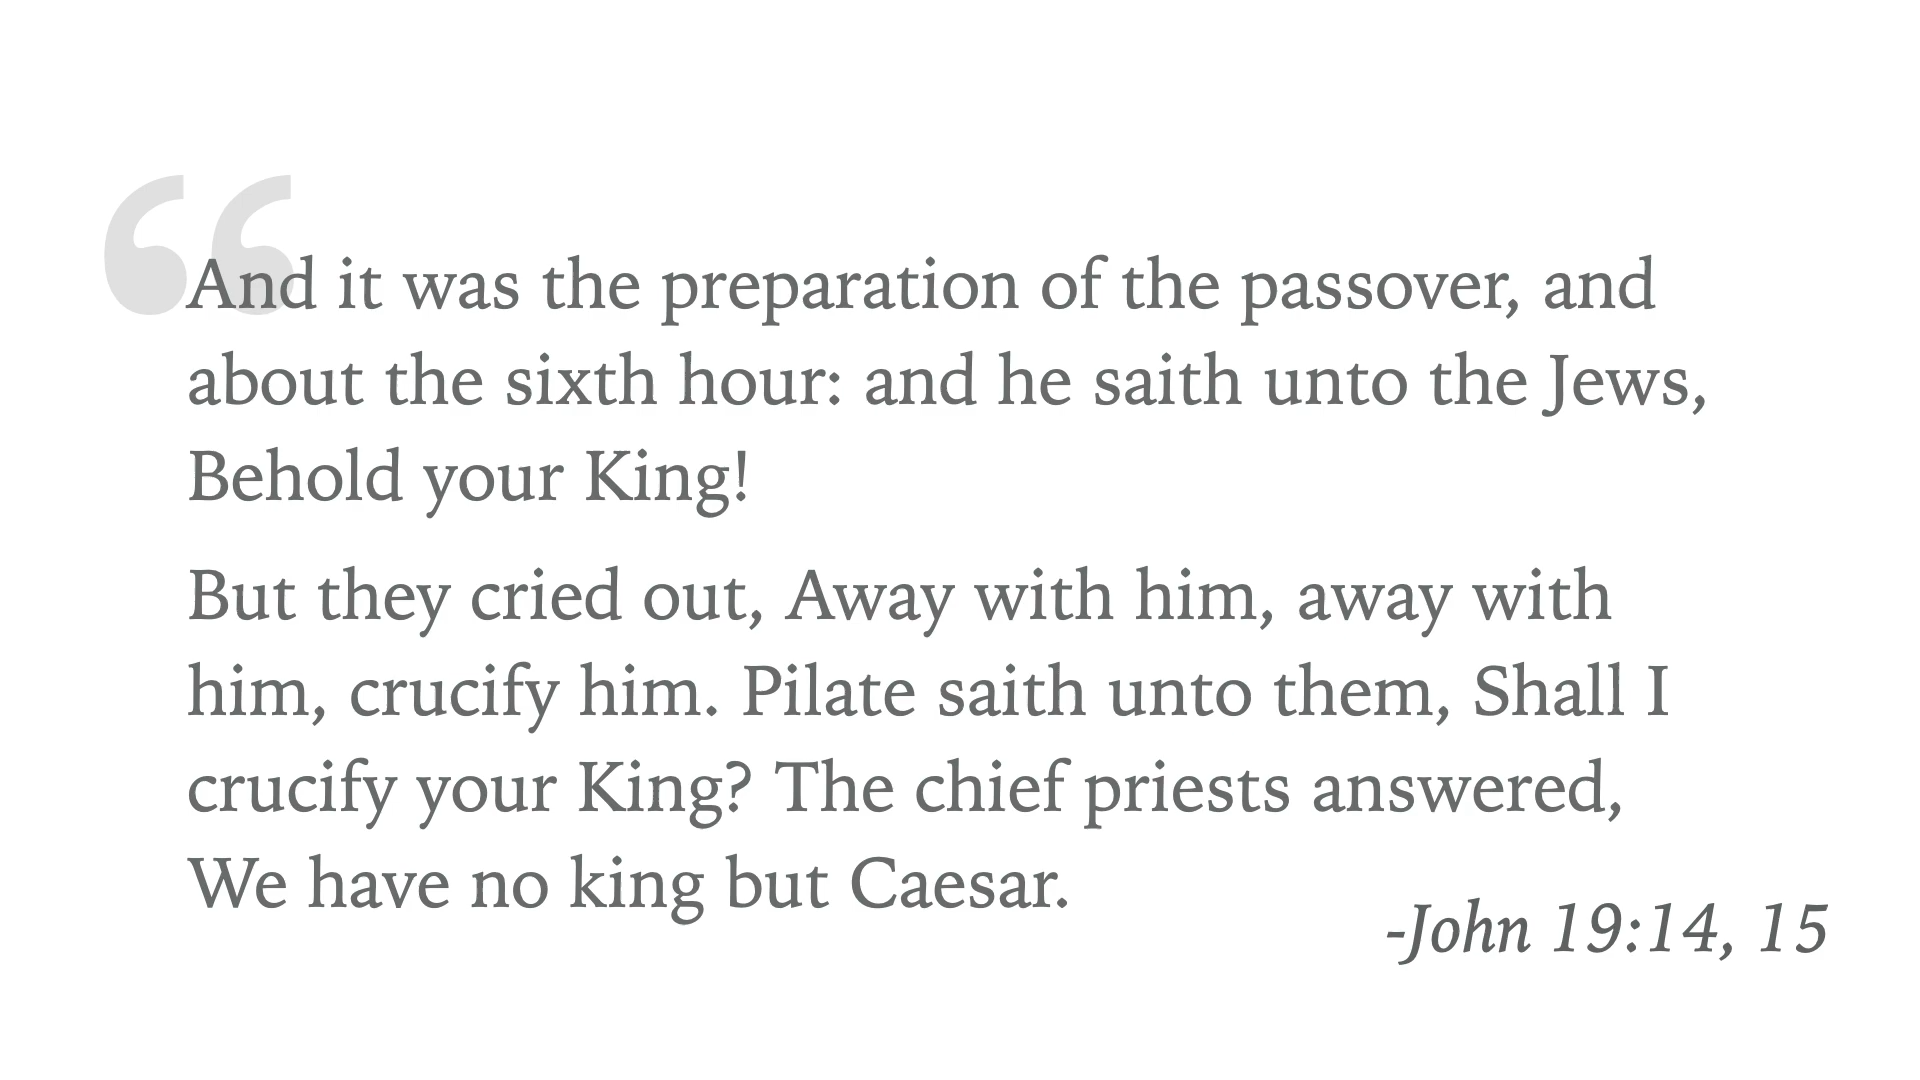 “
And it was the preparation of the passover, and
about the sixth hour: and he saith unto the Jews,
Behold your King!
But they cried out, Away with him, away with
him, crucify him. Pilate saith unto them, Shall I
crucify your King? The chief priests answered,
We have no king but Caesar.
-John 19:14, 15